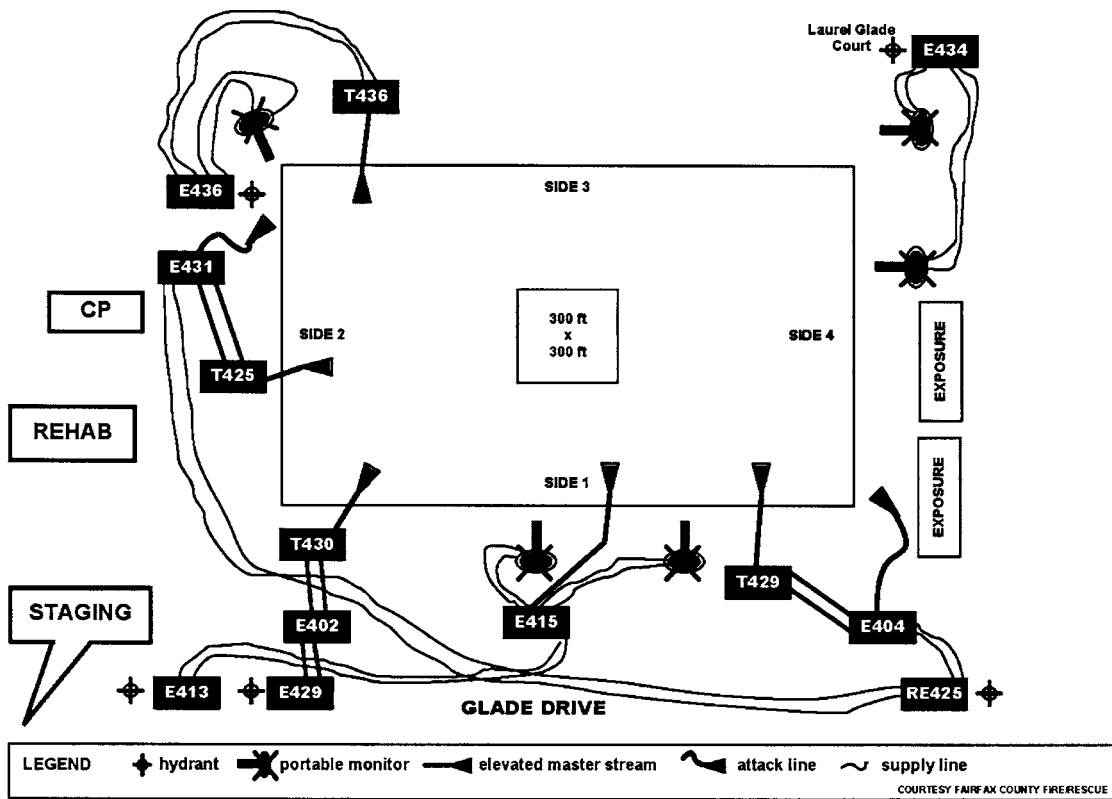 Laurel Glade
Court
E434
T436
E436
SIDE 3
E431
CP
300 ft
x
300 ft
SIDE 2
SIDE 4
T425
EXPOSURE
REHAB
EXPOSURE
SIDE 1
T430
T429
STAGING
E402
E415
E404
E413
E429
GLADE DRIVE
RE425
LEGEND
hydrant
portable monitor
elevated master stream
attack line
supply line
COURTESY FAIRFAX COUNTY FIRE/RESCUE